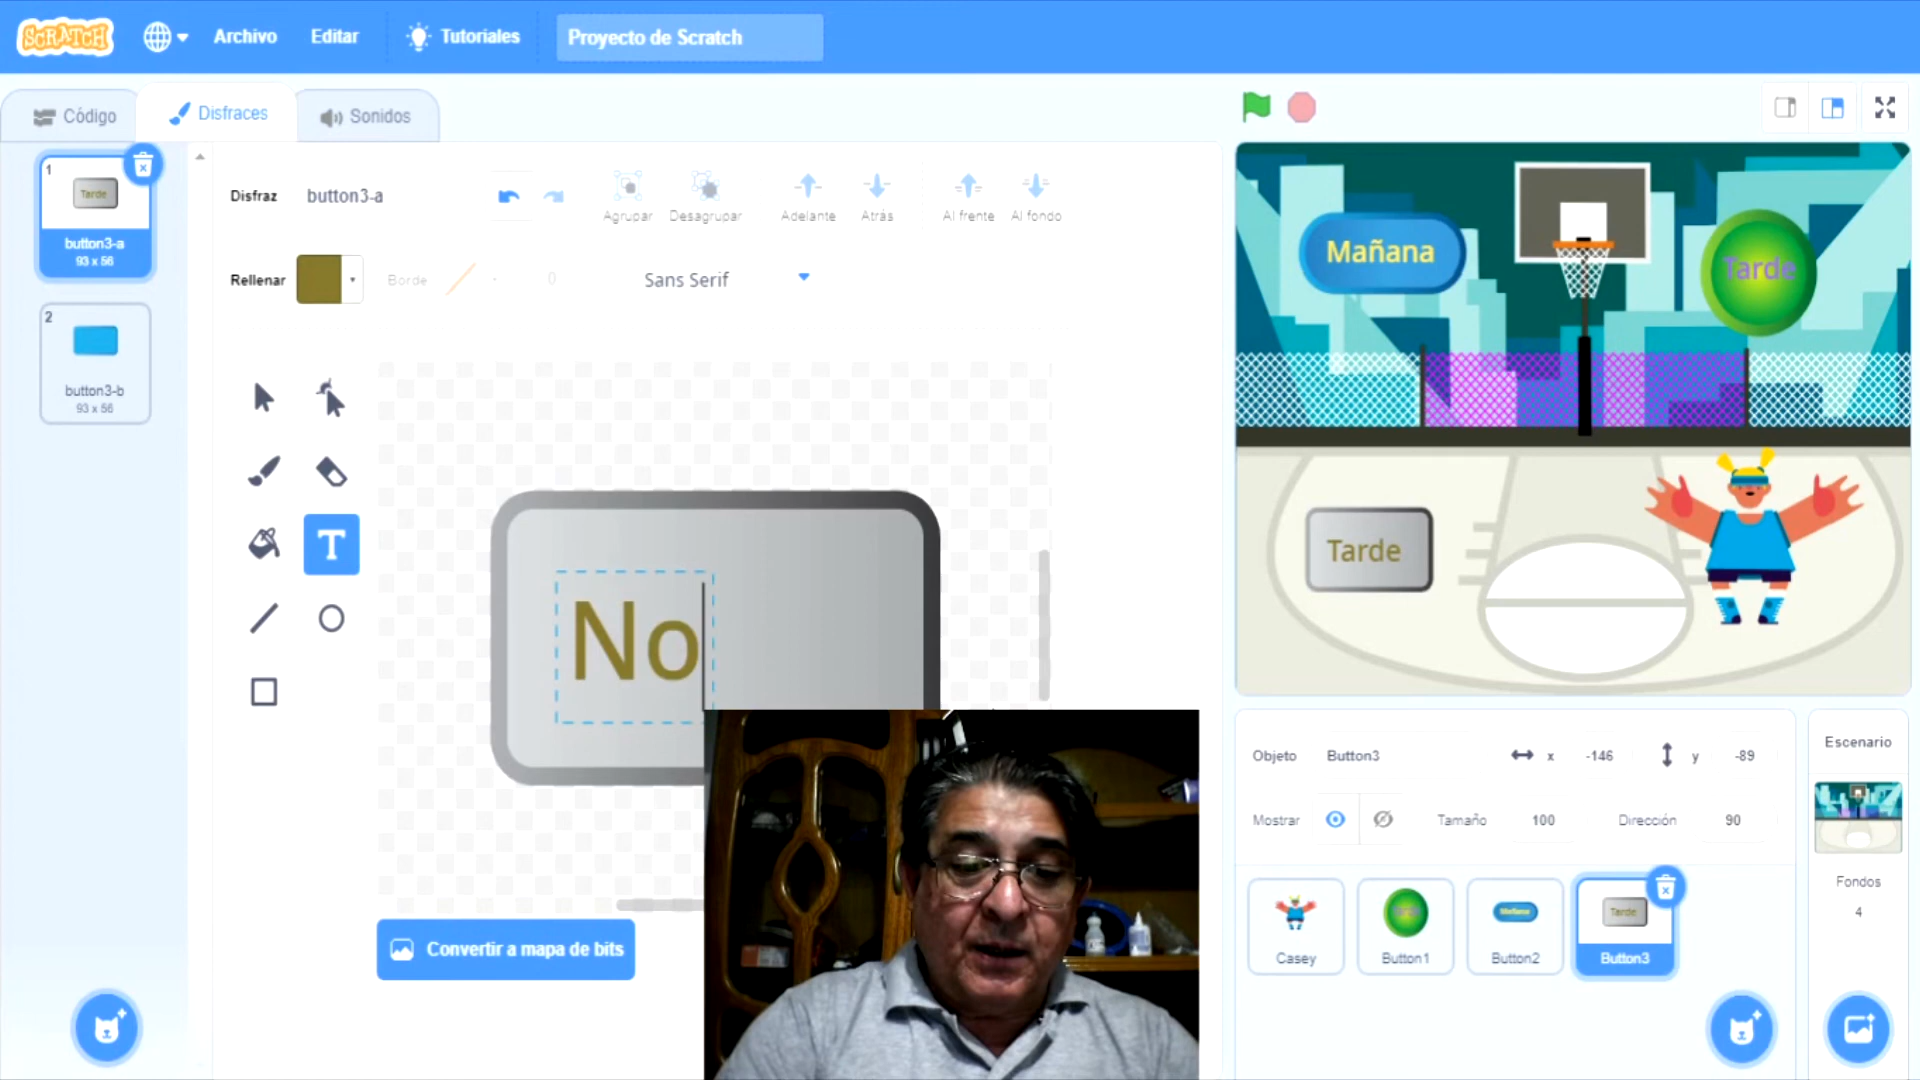 SCRATCH
Archivo
Editar
Tutoriales
Proyecto de Scratch
Código
Disfraces
Sonidos
1
Tarde
button3-a
93 x 56
2
button3-b
93 x 56
Disfraz
button3-a
Agrupar
Desagrupar
Adelante
Atrás
Al frente
Al fondo
Rellenar
Borde
0
Sans Serif
T
No
Convertir a mapa de bits
Mañana
Tarde
Tarde
Objeto
Button3
x
-146
y
-89
Mostrar
Tamaño
100
Dirección
90
Casey
Tarde
Button1
Mañana
Button2
Tarde
Button3
Escenario
Fondos
4